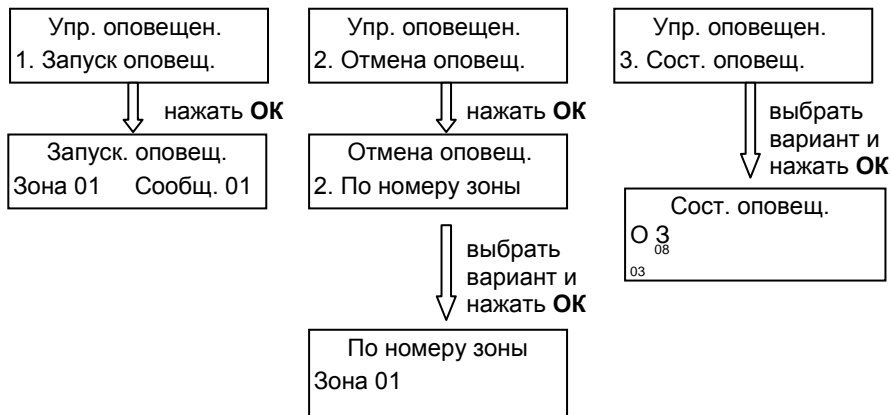 Упр. оповещен.
1. Запуск оповещ.
нажать ОК
Запуск. оповещ.
Зона 01 Сообщ. 01
Упр. оповещен.
2. Отмена оповещ.
нажать ОК
Отмена оповещ.
2. По номеру зоны
выбрать
вариант и
нажать ОК
По номеру зоны
Зона 01
Упр. оповещен.
3. Сост. оповещ.
выбрать
вариант и
нажать ОК
Сост. оповещ.
О З
08
03